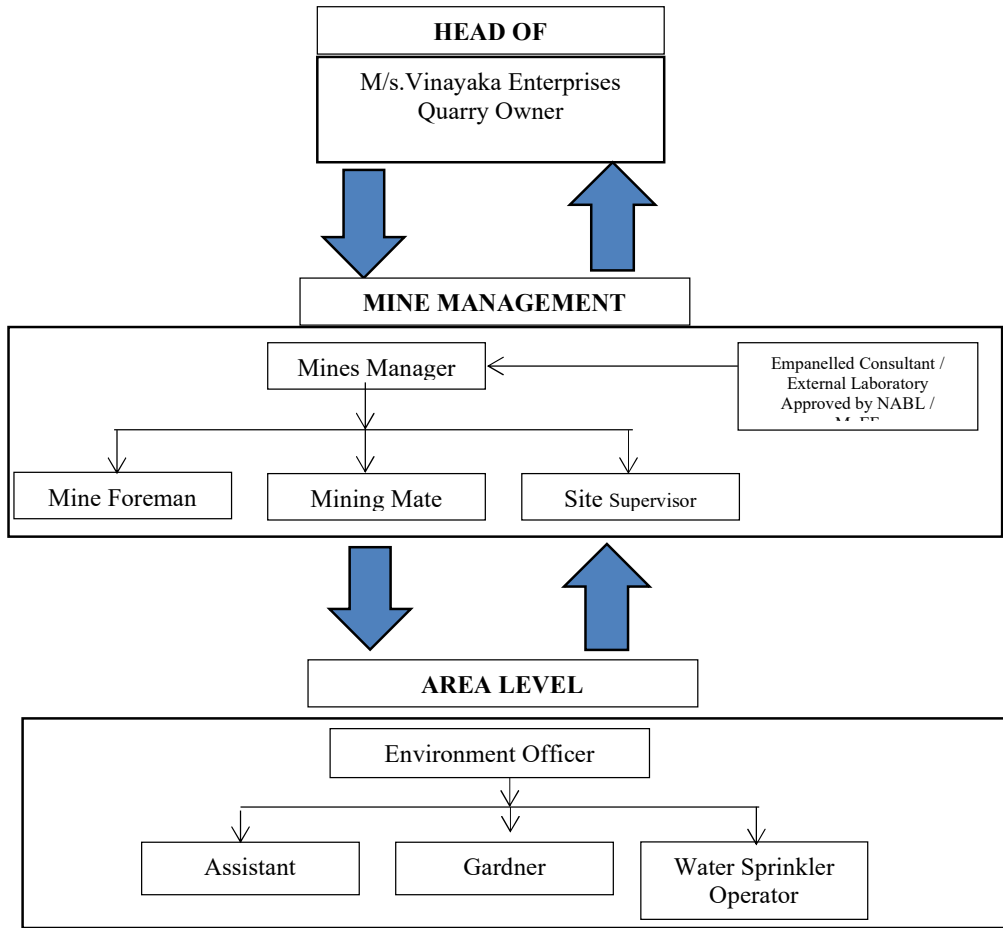 HEAD OF
M/s.Vinayaka Enterprises
Quarry Owner
MINE MANAGEMENT
Mines Manager
Empanelled Consultant /
External Laboratory
Approved by NABL /
Mine Foreman
Mining Mate
Site Supervisor
AREA LEVEL
Environment Officer
Assistant
Gardner
Water Sprinkler
Operator